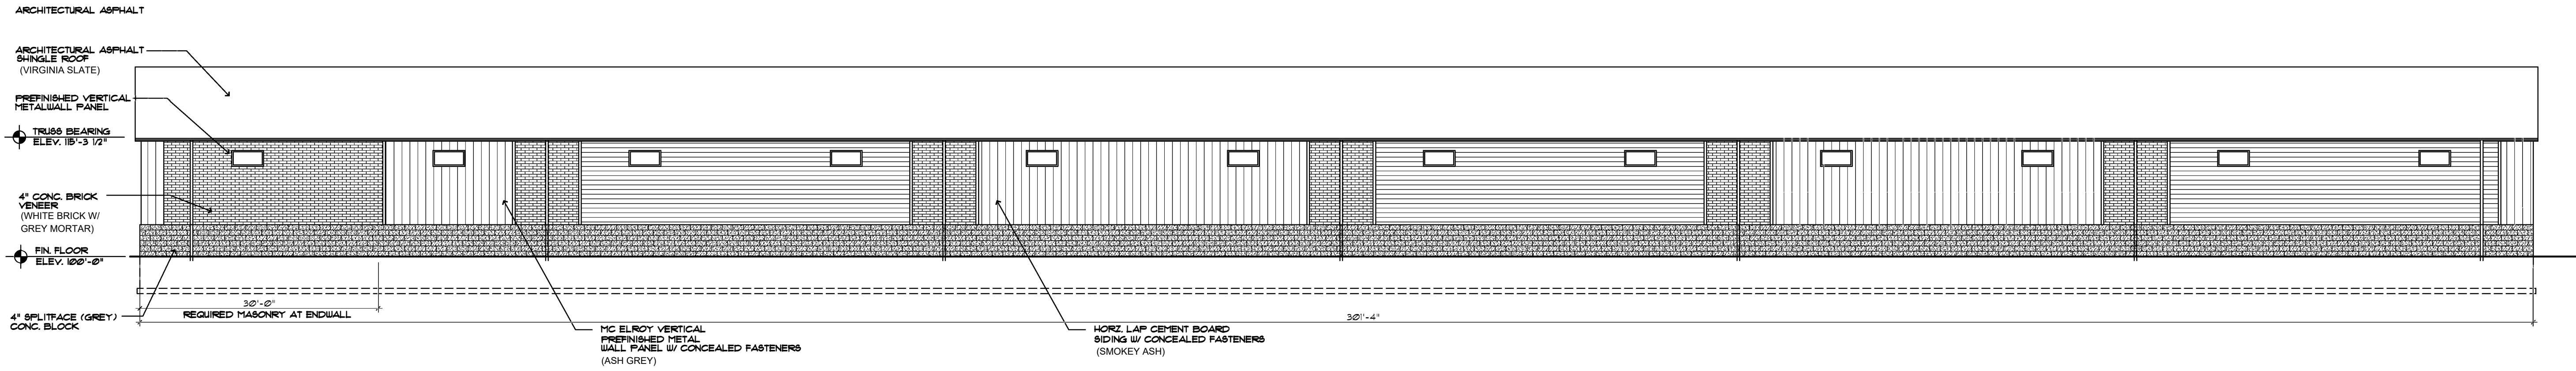 ARCHITECTURAL ASPHALT
ARCHITECTURAL ASPHALT
SHINGLE ROOF
(VIRGINIA SLATE)
PREFINISHED VERTICAL
METALWALL PANEL
TRUSS BEARING
ELEV. 115'-3 1/2"
4" CONC. BRICK
VENEER
(WHITE BRICK W/
GREY MORTAR)
FIN. FLOOR
ELEV. 100'-0"
30'-0"
REQUIRED MASONRY AT ENDWALL
4" SPLITFACE (GREY)
CONC. BLOCK
301'-4"
MC ELROY VERTICAL
PREFINISHED METAL
WALL PANEL W/ CONCEALED FASTENERS
(ASH GREY)
HORZ. LAP CEMENT BOARD
SIDING W/ CONCEALED FASTENERS
(SMOKEY ASH)